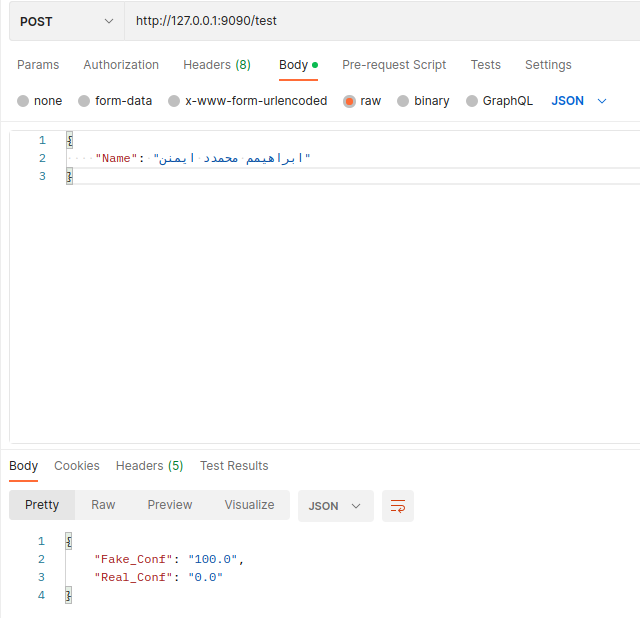 POST http://127.0.0.1:9090/test
Params Authorization Headers (8) Body Pre-request Script Tests Settings
none form-data x-www-form-urlencoded raw binary GraphQL JSON
1 {
2 "Name": "ابراهيمم محمدد ايمنن"
3 }
Body Cookies Headers (5) Test Results
Pretty Raw Preview Visualize JSON
1 {
2 "Fake_Conf": "100.0",
3 "Real_Conf": "0.0"
4 }